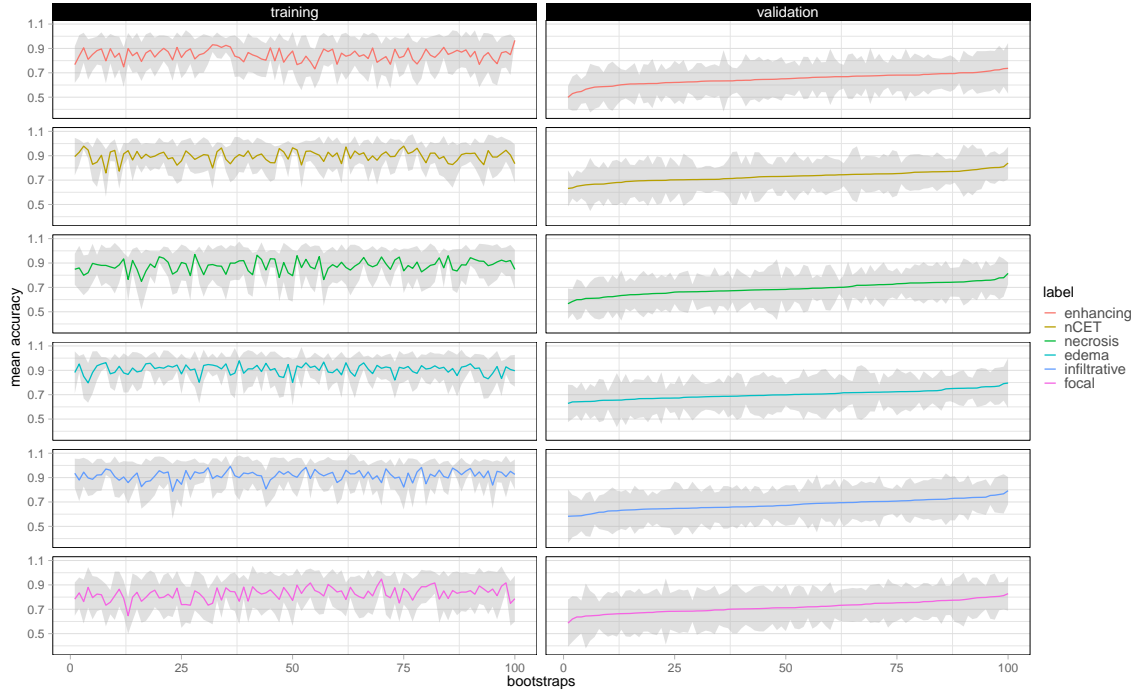 training validation
1.1
0.9
0.7
0.5
1.1
0.9
0.7
0.5
1.1
0.9
0.7
0.5
1.1
0.9
0.7
0.5
1.1
0.9
0.7
0.5
1.1
0.9
0.7
0.5
mean accuracy
0 25 50 75 100 0 25 50 75 100
bootstraps
label
enhancing
nCET
necrosis
edema
infiltrative
focal